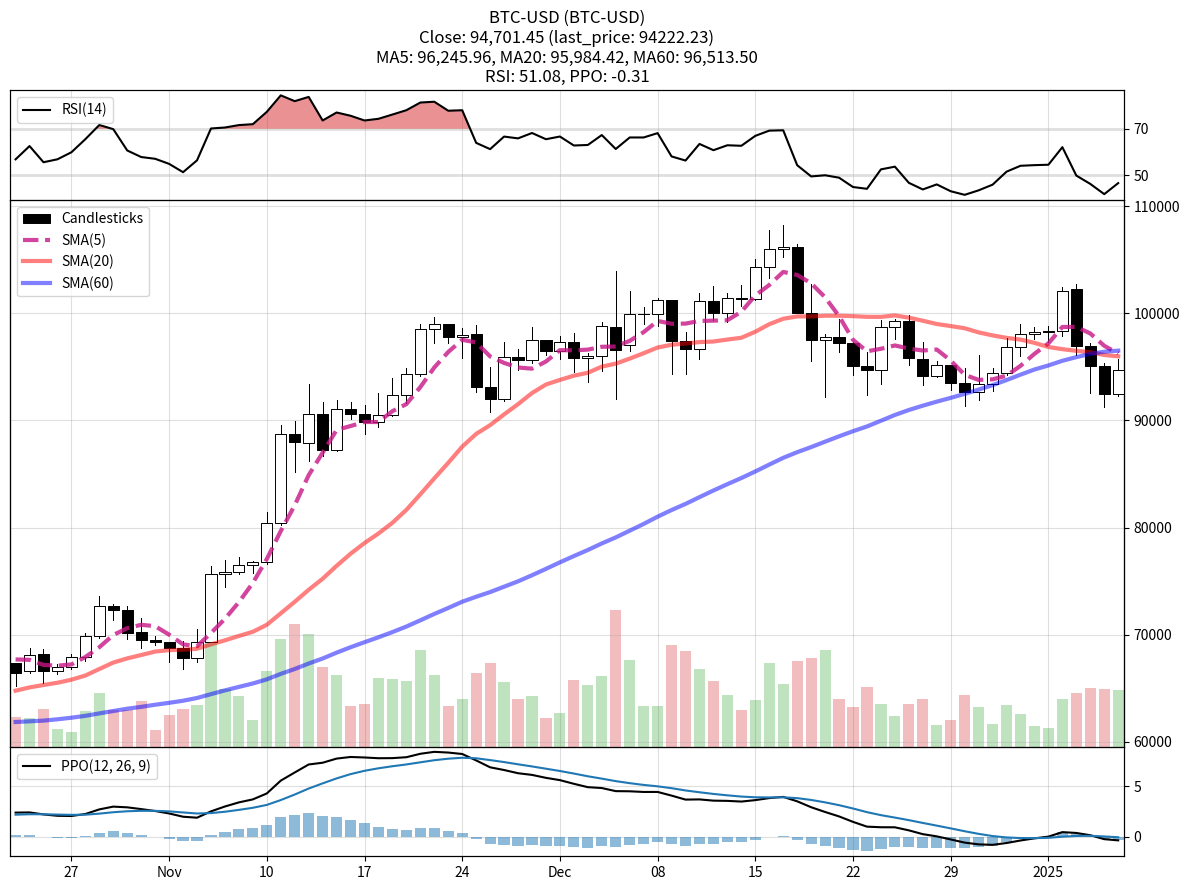 BTC-USD (BTC-USD)
Close: 94,701.45 (last_price: 94222.23)
MA5: 96,245.96, MA20: 95,984.42, MA60: 96,513.50
RSI: 51.08, PPO: -0.31
RSI(14)
70
50
Candlesticks
SMA(5)
SMA(20)
SMA(60)
110000
100000
90000
80000
70000
60000
PPO(12, 26, 9)
5
0
27 Nov 10 17 24 Dec 08 15 22 29 2025